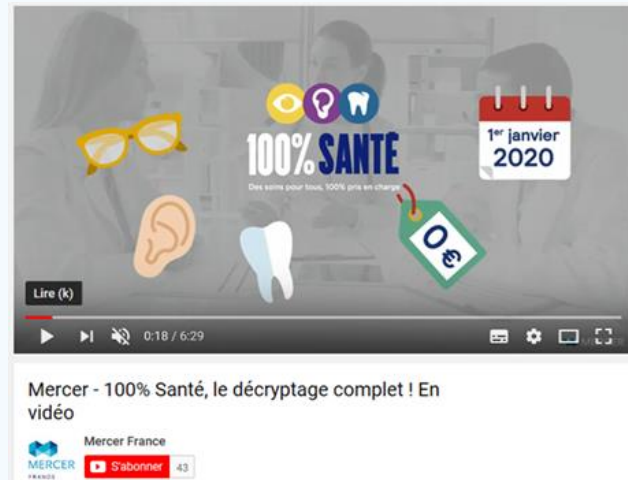 1er janvier
2020
100% SANTÉ
Des soins pour tous, 100% pris en charge
0 €
Lire (k)
0:18 / 6:29
MERCER
Mercer - 100% Santé, le décryptage complet ! En
vidéo
Mercer France
MERCER
FRANCE
S'abonner 43